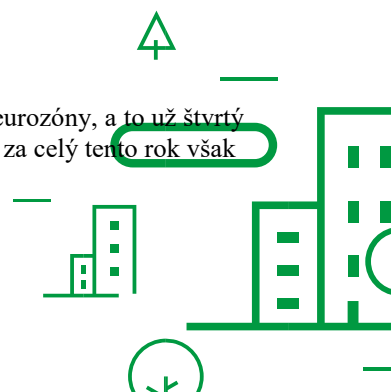 eurozóny, a to už štvrtý
za celý tento rok však